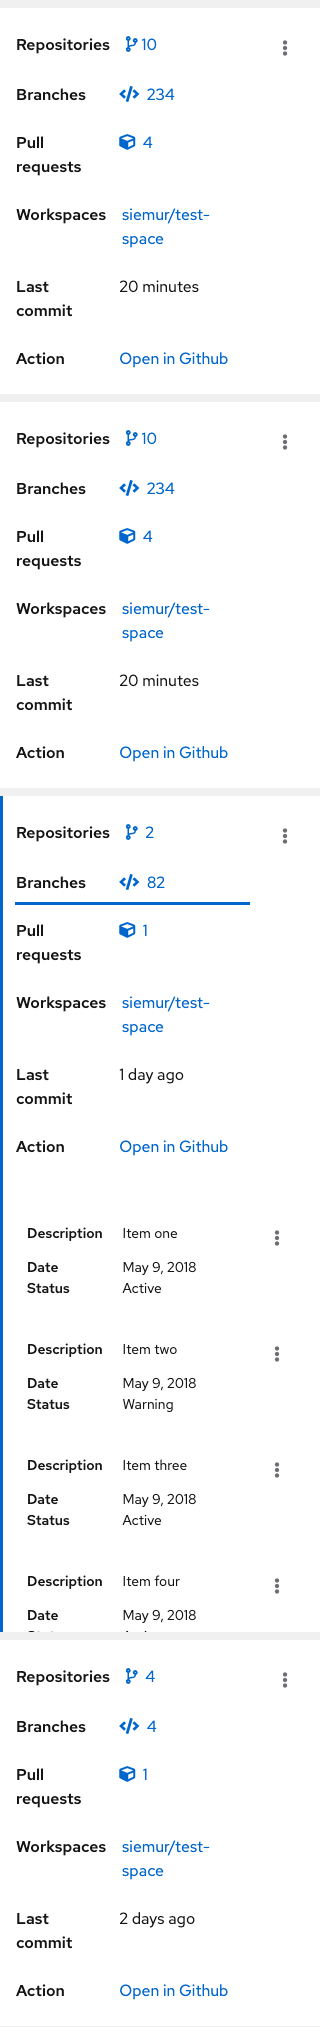 Repositories 10
Branches 234
Pull requests 4
Workspaces siemur/test-space
Last commit 20 minutes
Action Open in Github
Repositories 10
Branches 234
Pull requests 4
Workspaces siemur/test-space
Last commit 20 minutes
Action Open in Github
Repositories 2
Branches 82
Pull requests 1
Workspaces siemur/test-space
Last commit 1 day ago
Action Open in Github
Description Item one
Date May 9, 2018
Status Active
Description Item two
Date May 9, 2018
Status Warning
Description Item three
Date May 9, 2018
Status Active
Description Item four
Date May 9, 2018
Repositories 4
Branches 4
Pull requests 1
Workspaces siemur/test-space
Last commit 2 days ago
Action Open in Github